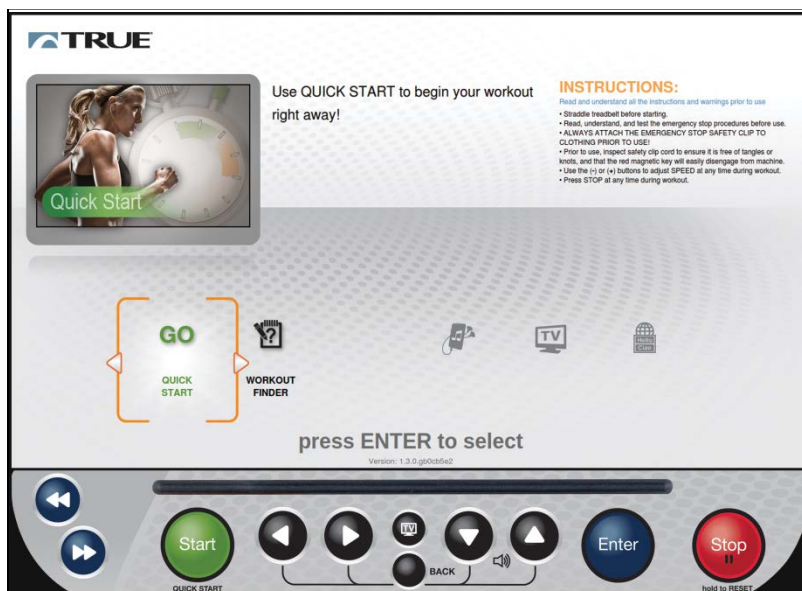 TRUE
Use QUICK START to begin your workout
right away!
INSTRUCTIONS:
Read and understand all the instructions and warnings prior to use
• Straddle treadbelt before starting.
• Read, understand, and test the emergency stop procedures before use.
• ALWAYS ATTACH THE EMERGENCY STOP SAFETY CLIP TO
CLOTHING PRIOR TO USE!
• Prior to use, inspect safety clip cord to ensure it is free of tangles or
knots, and that the red magnetic key will easily disengage from machine.
• Use the (-) or (+) buttons to adjust SPEED at any time during workout.
• Press STOP at any time during workout.
Quick Start
GO
QUICK
START
?
WORKOUT
FINDER
TV
Hello
Ciao
press ENTER to select
Version: 1.3.0.gb0cb5e2
Start
QUICK START
TV
BACK
Enter
Stop
hold to RESET